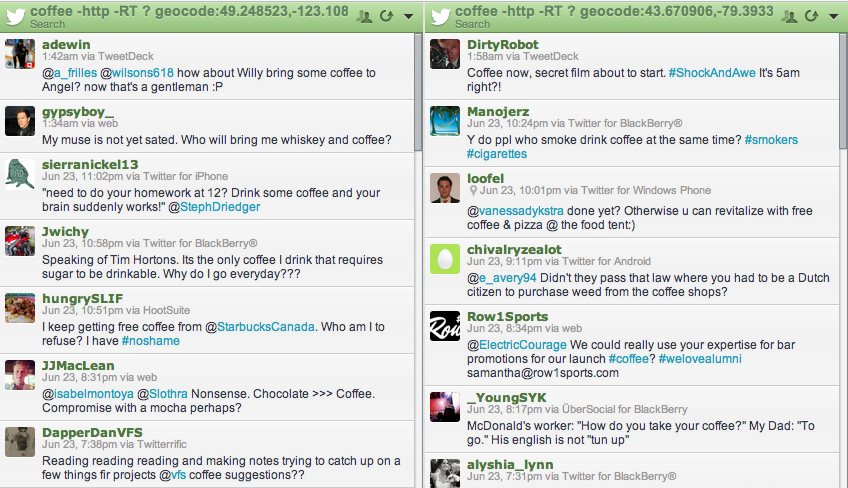 coffee -http -RT ? geocode:49.248523,-123.108
Search
adewin
1:42am via TweetDeck
@a_frilles @wilsons618 how about Willy bring some coffee to
Angel? now that's a gentleman :P
gypsyboy_
1:34am via web
My muse is not yet sated. Who will bring me whiskey and coffee?
sierranickel13
Jun 23, 11:02pm via Twitter for iPhone
"need to do your homework at 12? Drink some coffee and your
brain suddenly works!" @StephDriedger
Jwichy
Jun 23, 10:58pm via Twitter for BlackBerry®
Speaking of Tim Hortons. Its the only coffee I drink that requires
sugar to be drinkable. Why do I go everyday???
hungrySLIF
Jun 23, 10:51pm via HootSuite
I keep getting free coffee from @StarbucksCanada. Who am I to
refuse? I have #noshame
JJMacLean
Jun 23, 8:31pm via web
@isabelmontoya @Slothra Nonsense. Chocolate >>> Coffee.
Compromise with a mocha perhaps?
DapperDanVFS
Jun 23, 7:38pm via Twitterrific
Reading reading reading and making notes trying to catch up on a
few things fir projects @vfs coffee suggestions??
coffee -http -RT ? geocode:43.670906,-79.3933
Search
DirtyRobot
1:58am via TweetDeck
Coffee now, secret film about to start. #ShockAndAwe It's 5am
right?!
Manojerz
Jun 23, 10:24pm via Twitter for BlackBerry®
Y do ppl who smoke drink coffee at the same time? #smokers
#cigarettes
loofel
Jun 23, 10:01pm via Twitter for Windows Phone
@vanessadykstra done yet? Otherwise u can revitalize with free
coffee & pizza @ the food tent:)
chivalryzealot
Jun 23, 9:11pm via Twitter for Android
@e_avery94 Didn't they pass that law where you had to be a Dutch
citizen to purchase weed from the coffee shops?
Row1Sports
Jun 23, 8:34pm via web
@ElectricCourage We could really use your expertise for bar
promotions for our launch #coffee? #welovealumni
samantha@row1sports.com
_YoungSYK
Jun 23, 8:17pm via ÜberSocial for BlackBerry
McDonald's worker: "How do you take your coffee?" My Dad: "To
go." His english is not "tun up"
alyshia_lynn
Jun 23, 7:31pm via Twitter for BlackBerry®